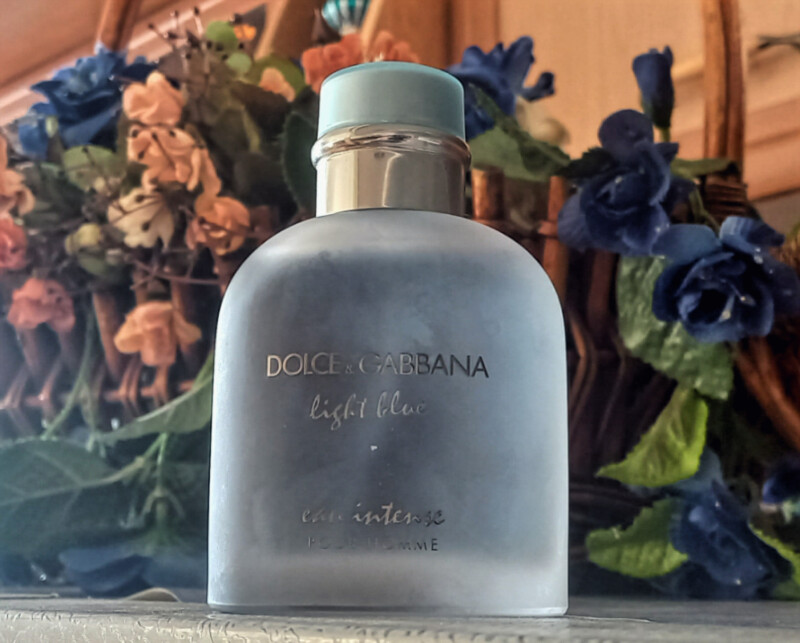 DOLCE & GABBANA
light blue
eau intense
POUR HOMME